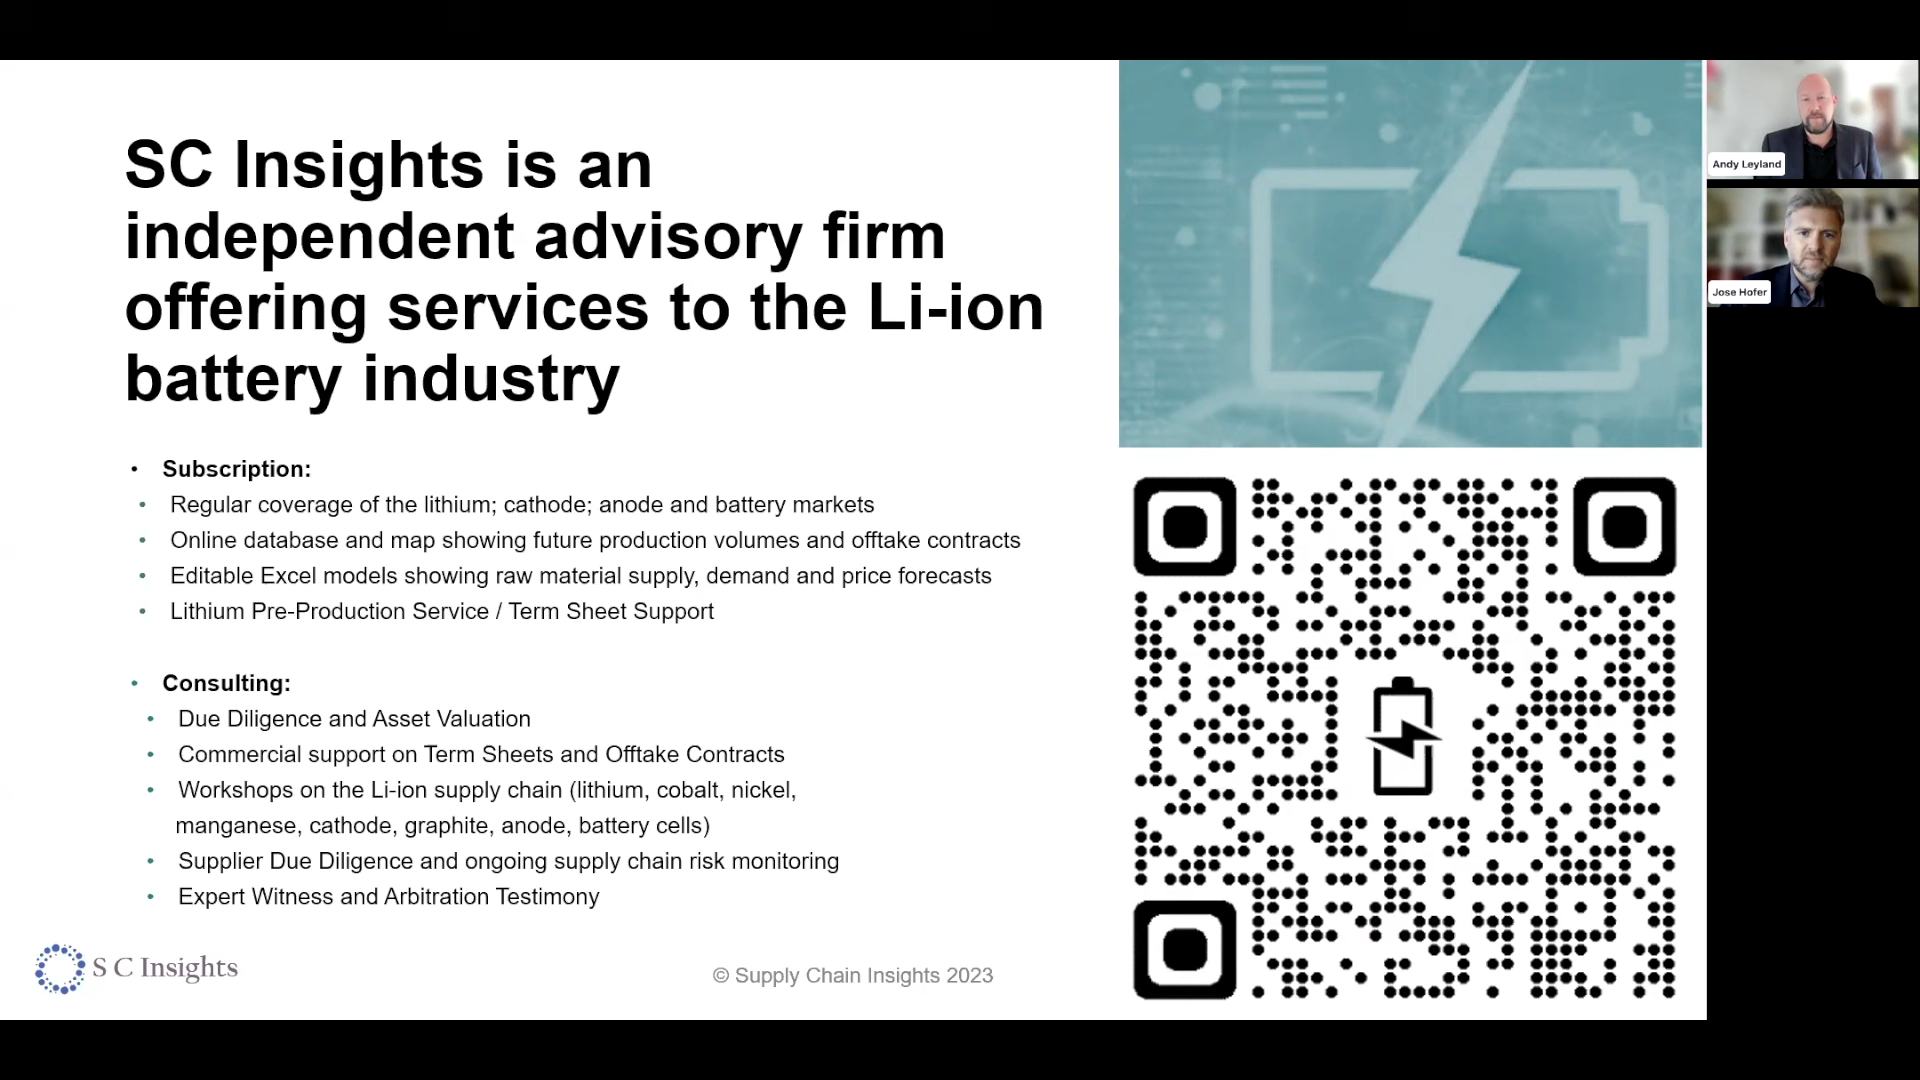 SC Insights is an
independent advisory firm
offering services to the Li-ion
battery industry
• Subscription:
• Regular coverage of the lithium; cathode; anode and battery markets
• Online database and map showing future production volumes and offtake contracts
• Editable Excel models showing raw material supply, demand and price forecasts
• Lithium Pre-Production Service / Term Sheet Support
• Consulting:
• Due Diligence and Asset Valuation
• Commercial support on Term Sheets and Offtake Contracts
• Workshops on the Li-ion supply chain (lithium, cobalt, nickel,
manganese, cathode, graphite, anode, battery cells)
• Supplier Due Diligence and ongoing supply chain risk monitoring
• Expert Witness and Arbitration Testimony
S C Insights
© Supply Chain Insights 2023
Andy Leyland
Jose Hofer